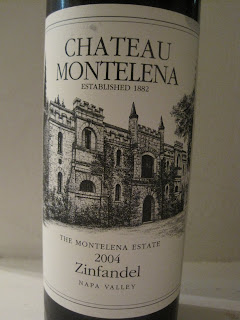 CHATEAU
MONTELENA
ESTABLISHED 1882
THE MONTELENA ESTATE
2004
Zinfandel
NAPA VALLEY